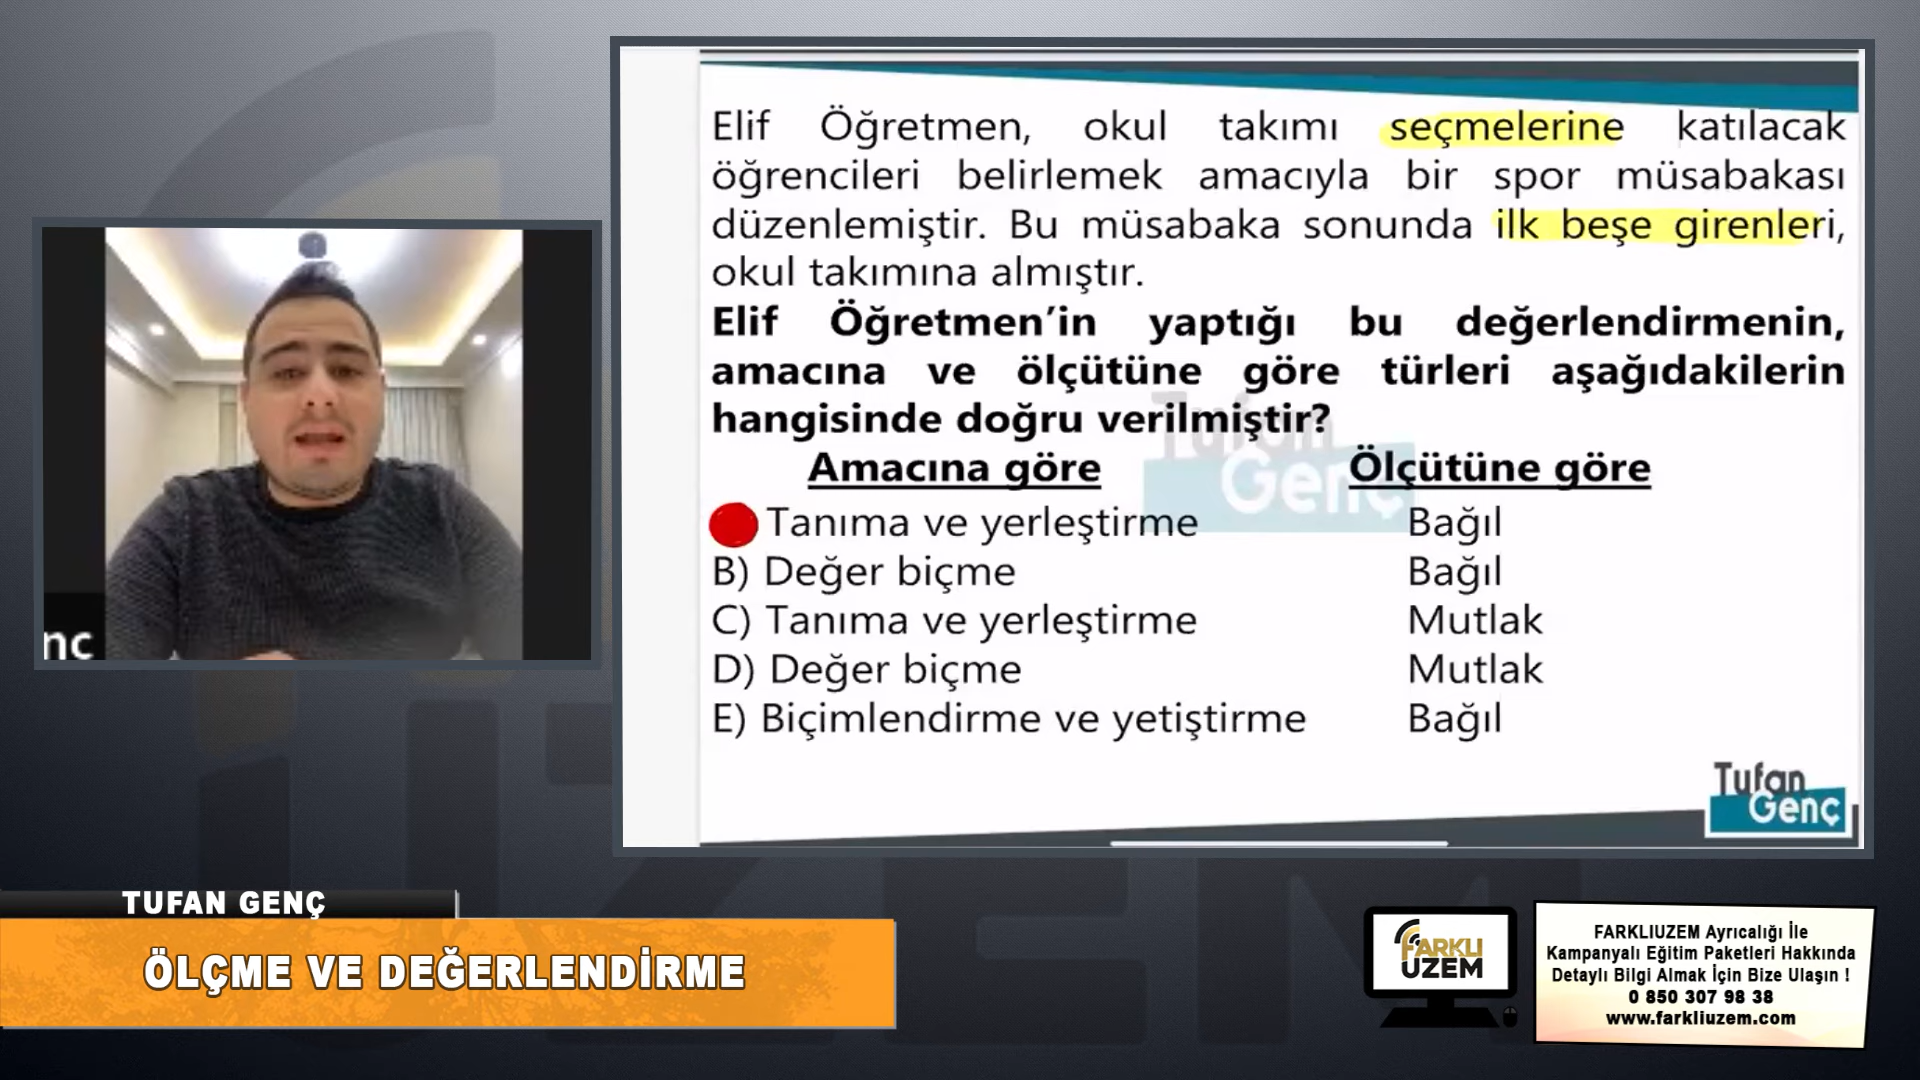 Elif Öğretmen, okul takımı seçmelerine katılacak
öğrencileri belirlemek amacıyla bir spor müsabakası
düzenlemiştir. Bu müsabaka sonunda ilk beşe girenleri,
okul takımına almıştır.
Elif Öğretmen’in yaptığı bu değerlendirmenin,
amacına ve ölçütüne göre türleri aşağıdakilerin
hangisinde doğru verilmiştir?
Amacına göre Ölçütüne göre
Tanıma ve yerleştirme Bağıl
B) Değer biçme Bağıl
C) Tanıma ve yerleştirme Mutlak
D) Değer biçme Mutlak
E) Biçimlendirme ve yetiştirme Bağıl
Tufan
Genç
Tufan
Genç
nç
TUFAN GENÇ
ÖLÇME VE DEĞERLENDİRME
FARKLI
UZEM
FARKLIUZEM Ayrıcalığı İle
Kampanyalı Eğitim Paketleri Hakkında
Detaylı Bilgi Almak İçin Bize Ulaşın !
0 850 307 98 38
www.farkliuzem.com